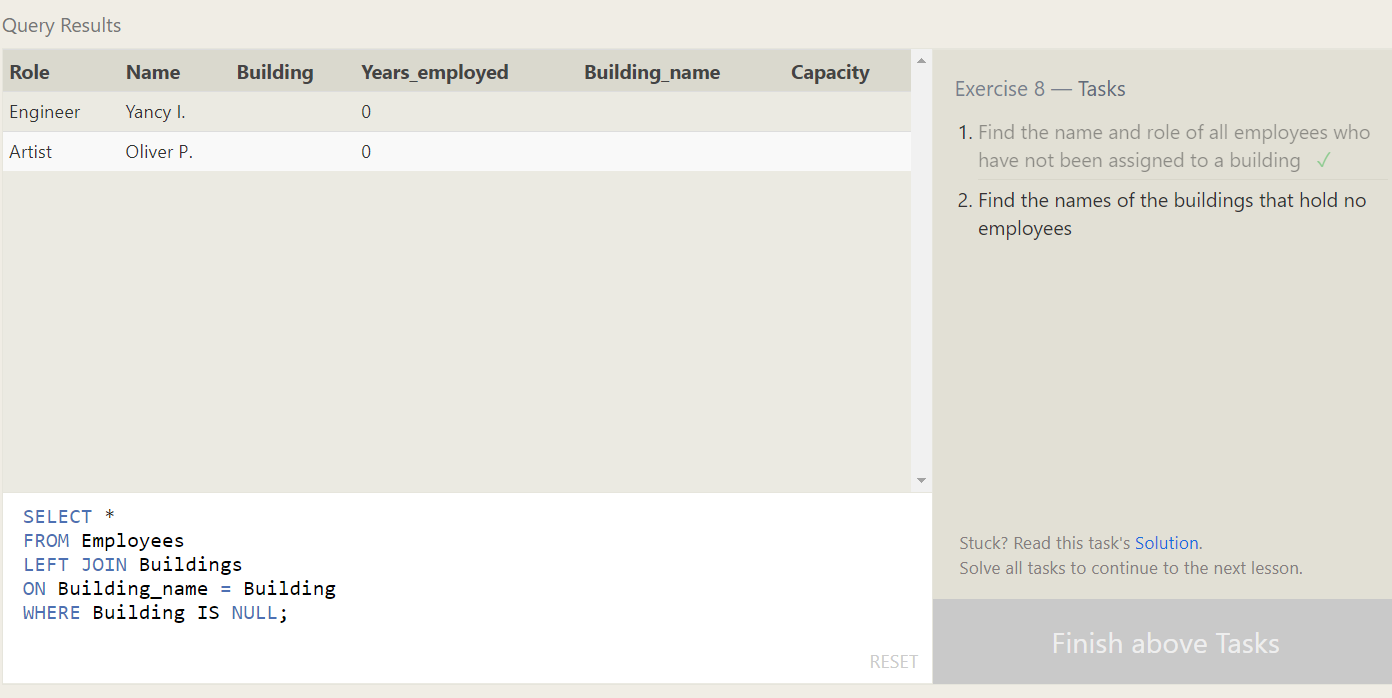 Query Results
Role Name Building Years_employed Building_name Capacity
Engineer Yancy I. 0
Artist Oliver P. 0
SELECT *
FROM Employees
LEFT JOIN Buildings
ON Building_name = Building
WHERE Building IS NULL;
RESET
Exercise 8 — Tasks
1. Find the name and role of all employees who
have not been assigned to a building ✓
2. Find the names of the buildings that hold no
employees
Stuck? Read this task's Solution.
Solve all tasks to continue to the next lesson.
Finish above Tasks